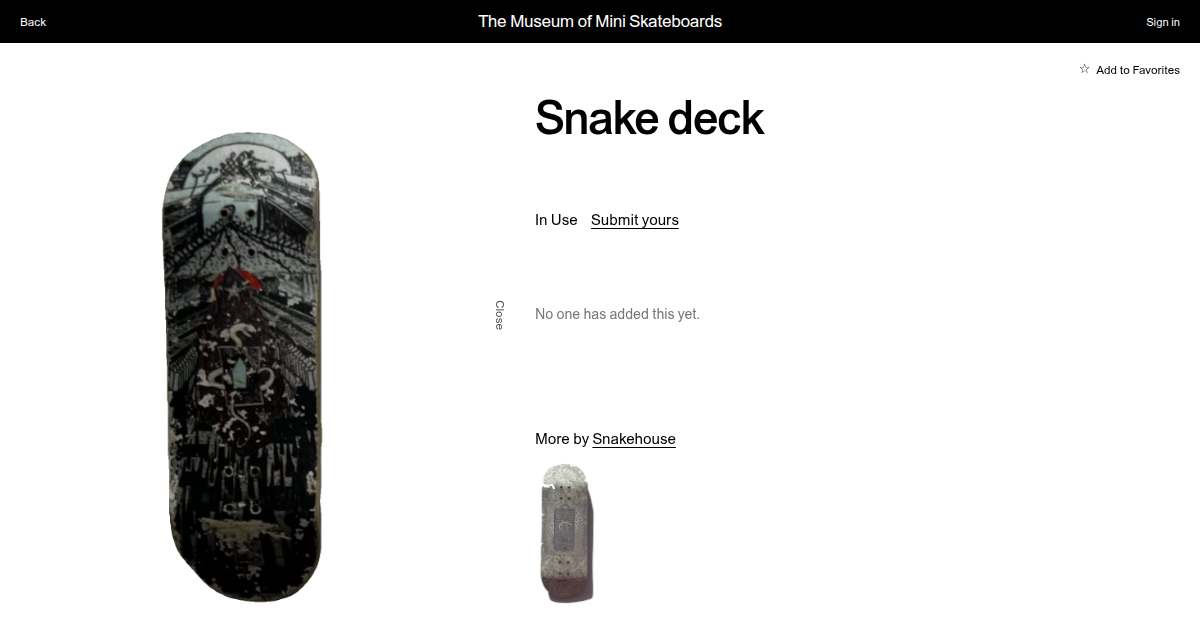 Back
The Museum of Mini Skateboards
Sign in
☆ Add to Favorites
Snake deck
In Use Submit yours
Close
No one has added this yet.
More by Snakehouse